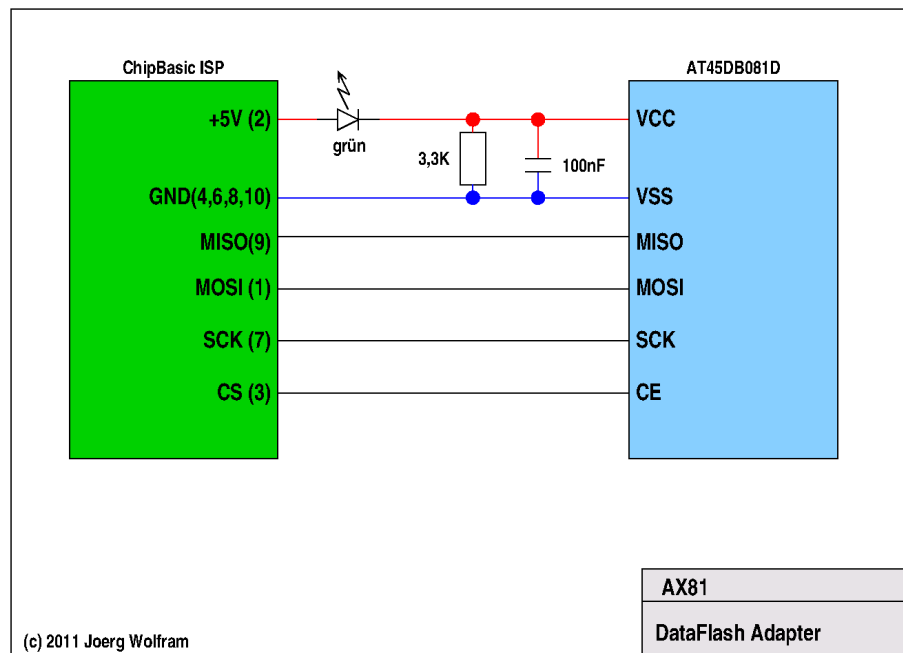 ChipBasic ISP
AT45DB081D
+5V (2)
grün
3,3K
100nF
VCC
GND(4,6,8,10)
VSS
MISO(9)
MISO
MOSI (1)
MOSI
SCK (7)
SCK
CS (3)
CE
AX81
DataFlash Adapter
(c) 2011 Joerg Wolfram